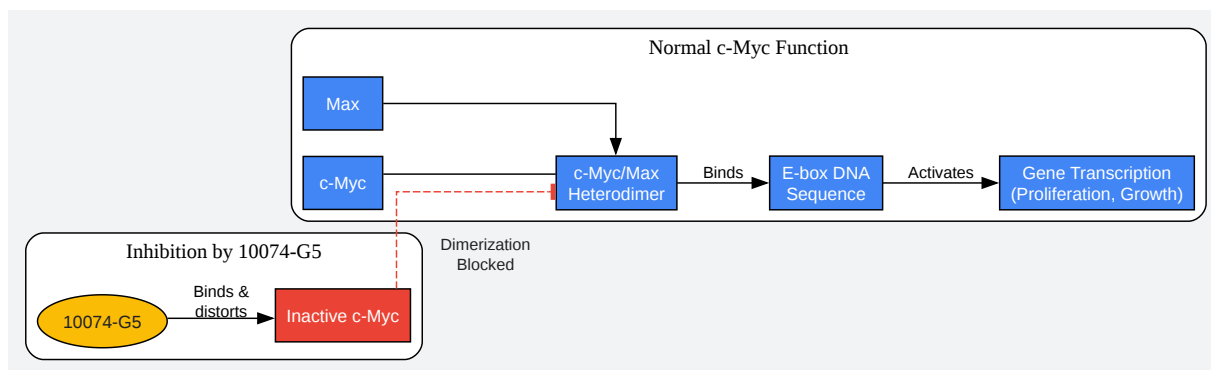 Normal c-Myc Function
Max
c-Myc
c-Myc/Max
Heterodimer
Binds
E-box DNA
Sequence
Activates
Gene Transcription
(Proliferation, Growth)
Dimerization
Blocked
Inhibition by 10074-G5
10074-G5
Binds &
distorts
Inactive c-Myc